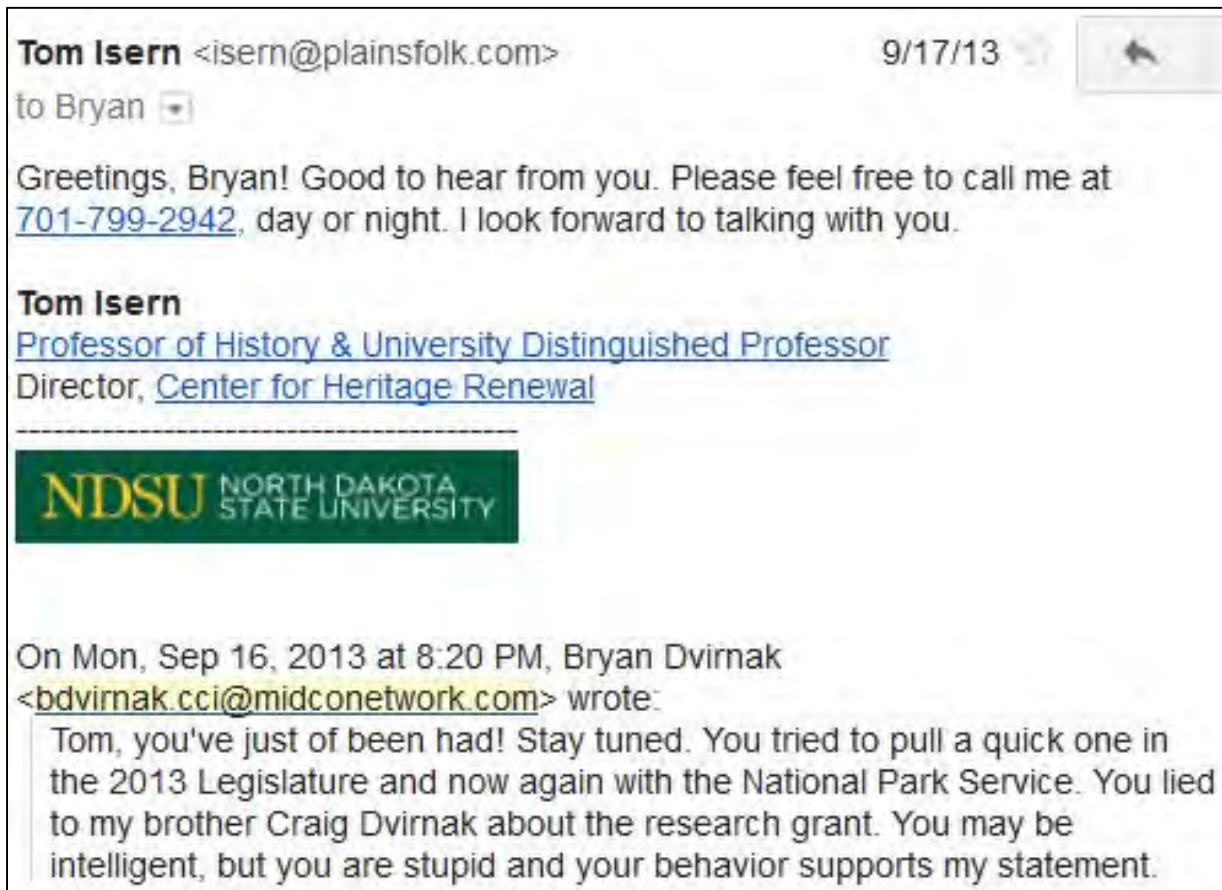 Tom Isern <isern@plainsfolk.com> 9/17/13
to Bryan
Greetings, Bryan! Good to hear from you. Please feel free to call me at
701-799-2942, day or night. I look forward to talking with you.
Tom Isern
Professor of History & University Distinguished Professor
Director, Center for Heritage Renewal
------------------------------------------
NDSU NORTH DAKOTA
STATE UNIVERSITY
On Mon, Sep 16, 2013 at 8:20 PM, Bryan Dvirnak
<bdvirnak.cci@midconetwork.com> wrote:
Tom, you've just of been had! Stay tuned. You tried to pull a quick one in
the 2013 Legislature and now again with the National Park Service. You lied
to my brother Craig Dvirnak about the research grant. You may be
intelligent, but you are stupid and your behavior supports my statement.